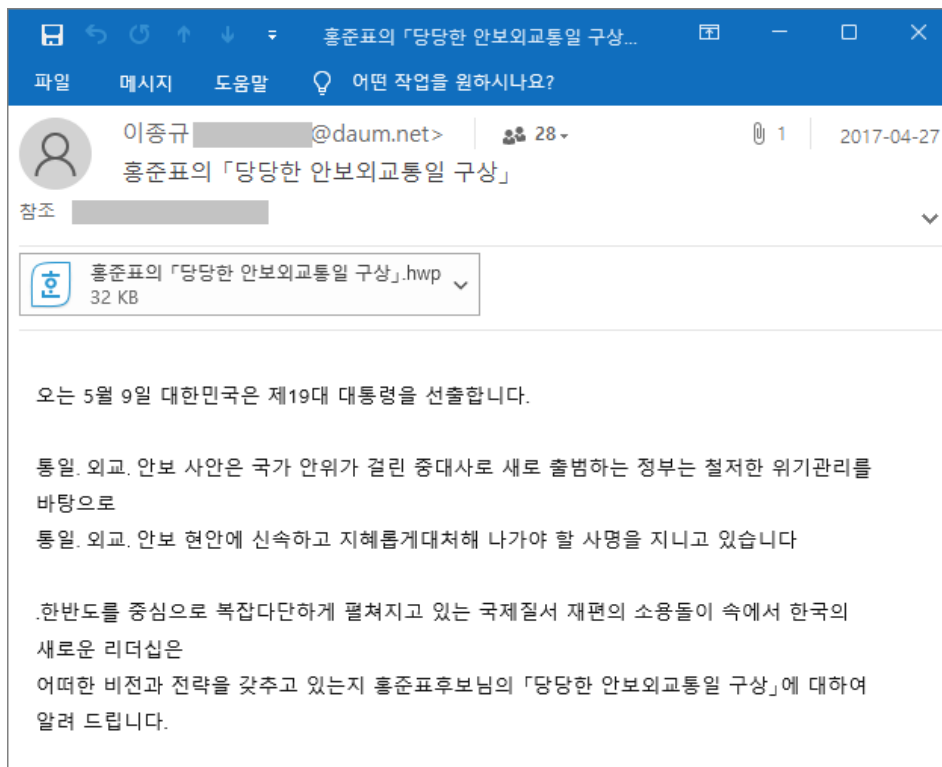 홍준표의 「당당한 안보외교통일 구상...
파일 메시지 도움말 어떤 작업을 원하시나요?
이종규 @daum.net> 28 1 2017-04-27
홍준표의 「당당한 안보외교통일 구상」
참조
홍준표의 「당당한 안보외교통일 구상」.hwp
32 KB
오는 5월 9일 대한민국은 제19대 대통령을 선출합니다.
통일. 외교. 안보 사안은 국가 안위가 걸린 중대사로 새로 출범하는 정부는 철저한 위기관리를
바탕으로
통일. 외교. 안보 현안에 신속하고 지혜롭게대처해 나가야 할 사명을 지니고 있습니다
.한반도를 중심으로 복잡다단하게 펼쳐지고 있는 국제질서 재편의 소용돌이 속에서 한국의
새로운 리더십은
어떠한 비전과 전략을 갖추고 있는지 홍준표후보님의 「당당한 안보외교통일 구상」에 대하여
알려 드립니다.